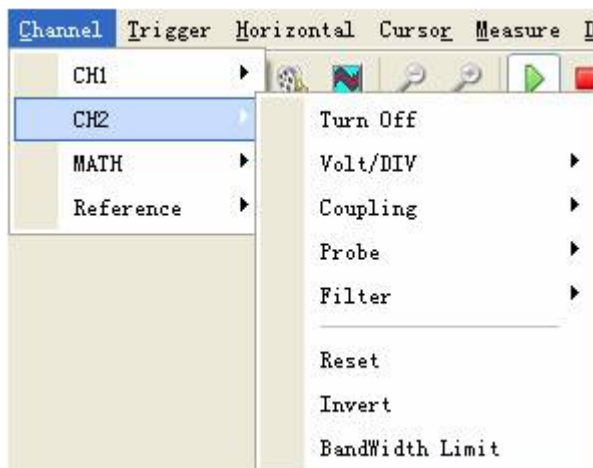 Channel Trigger Horizontal Cursor Measure
CH1
CH2
MATH
Reference
Turn Off
Volt/DIV
Coupling
Probe
Filter
Reset
Invert
BandWidth Limit